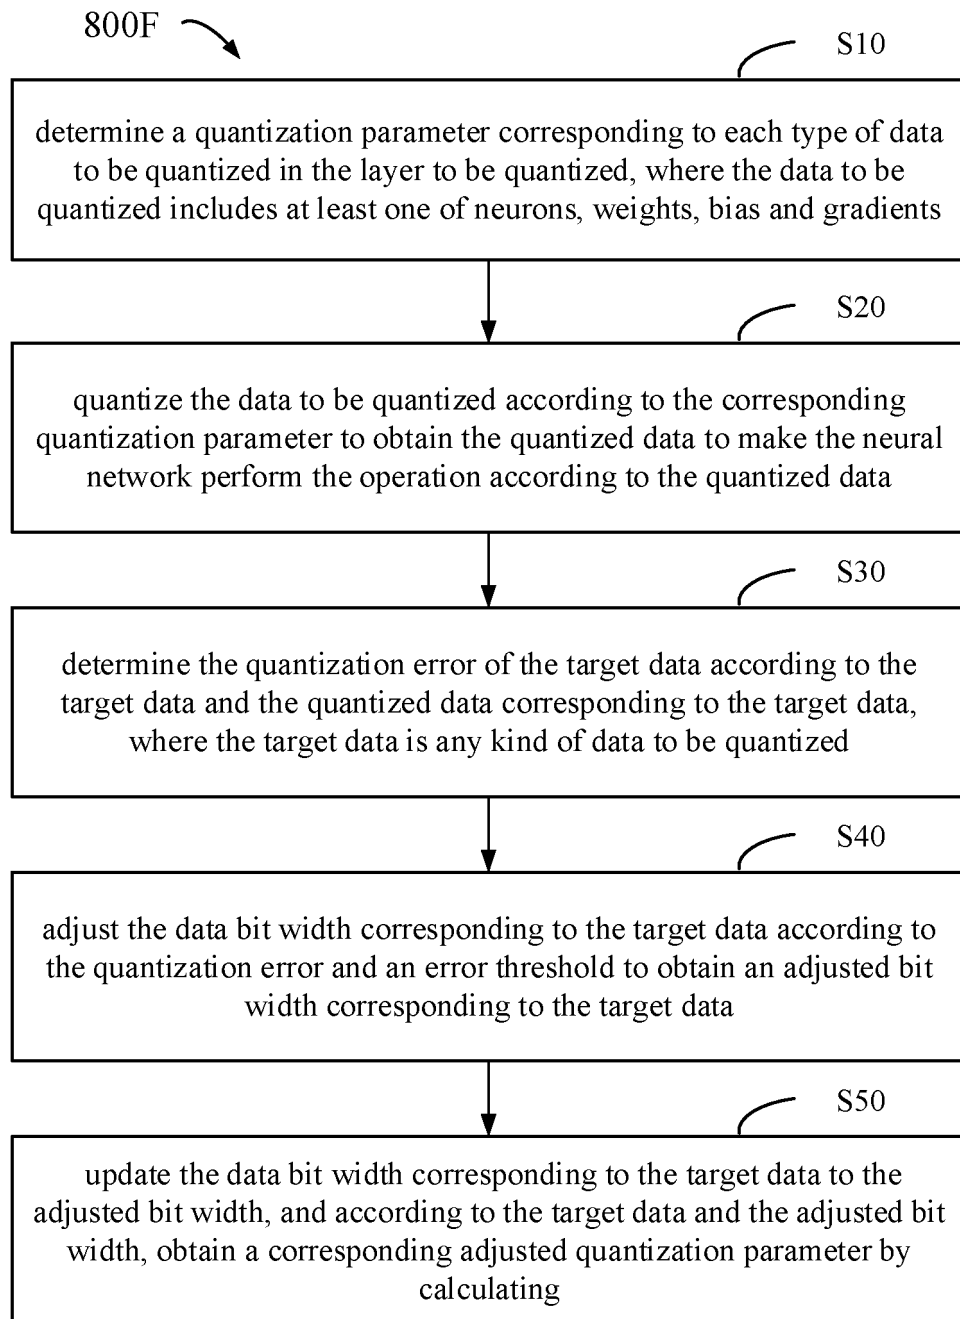 800F
S10
determine a quantization parameter corresponding to each type of data
to be quantized in the layer to be quantized, where the data to be
quantized includes at least one of neurons, weights, bias and gradients
S20
quantize the data to be quantized according to the corresponding
quantization parameter to obtain the quantized data to make the neural
network perform the operation according to the quantized data
S30
determine the quantization error of the target data according to the
target data and the quantized data corresponding to the target data,
where the target data is any kind of data to be quantized
S40
adjust the data bit width corresponding to the target data according to
the quantization error and an error threshold to obtain an adjusted bit
width corresponding to the target data
S50
update the data bit width corresponding to the target data to the
adjusted bit width, and according to the target data and the adjusted bit
width, obtain a corresponding adjusted quantization parameter by
calculating